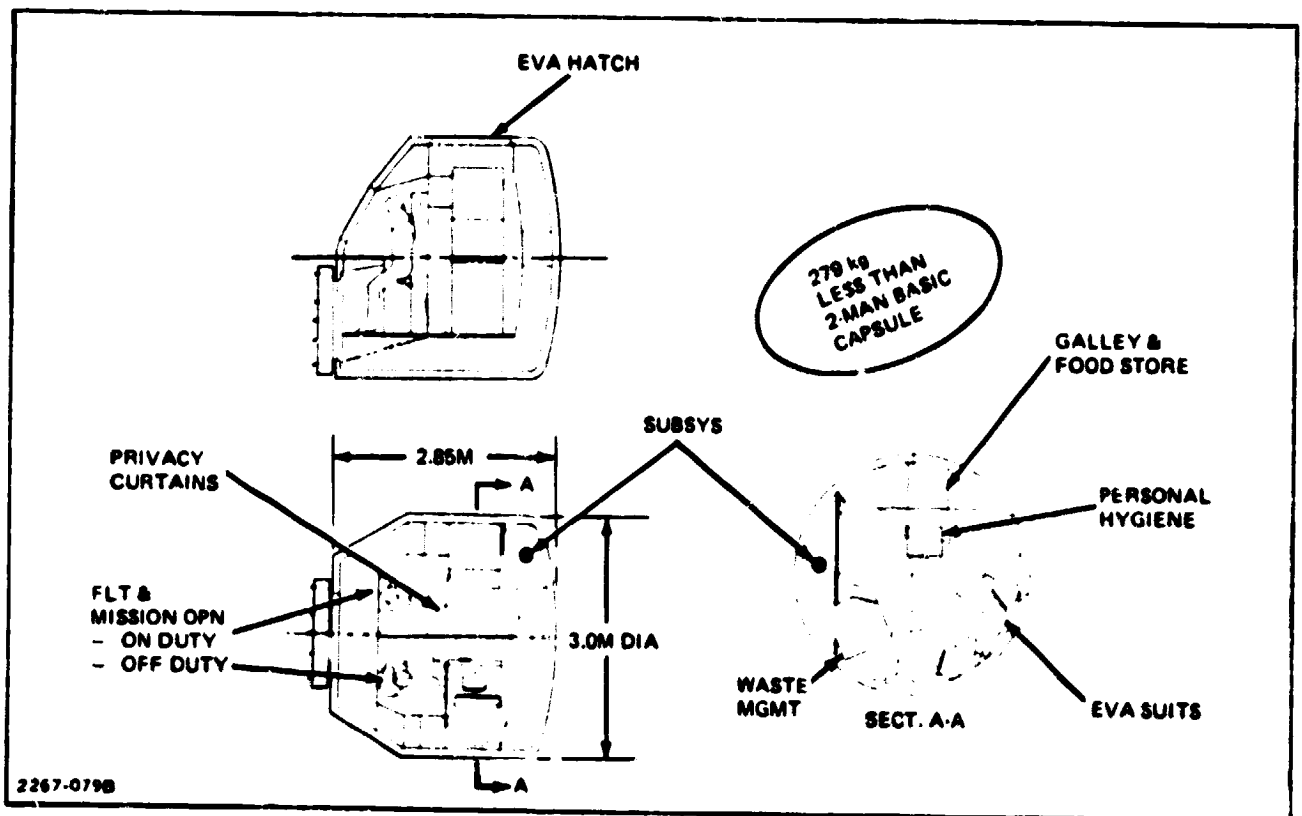 EVA HATCH
279 kg
LESS THAN
2-MAN BASIC
CAPSULE
GALLEY &
FOOD STORE
SUBSYS
PRIVACY
CURTAINS
2.85M
A
PERSONAL
HYGIENE
FLT &
MISSION OPN
- ON DUTY
- OFF DUTY
3.0M DIA
WASTE
MGMT
SECT. A-A
EVA SUITS
A
2267-079B